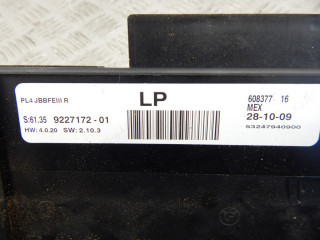 PL4 JBBFEIII R
LP
608377 16
MEX
S:61.35 9227172 - 01
28-10-09
HW: 4.0.20 SW: 2.10.3
53247940900